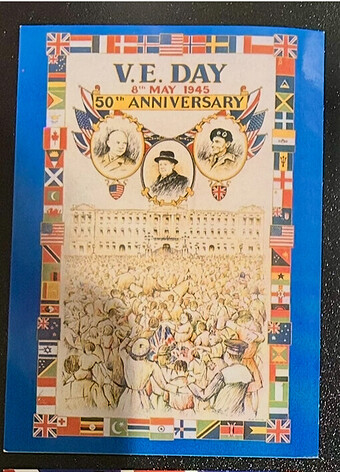 V.E. DAY
8TH MAY 1945
50TH ANNIVERSARY